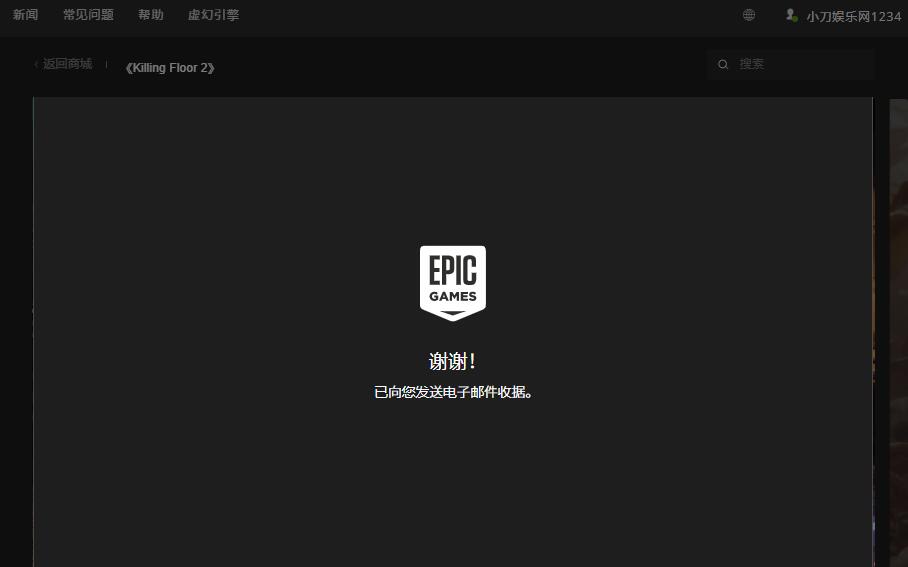 新闻 常见问题 帮助 虚幻引擎 小刀娱乐网1234
返回商城 《Killing Floor 2》 搜索
EPIC
GAMES
谢谢！
已向您发送电子邮件收据。